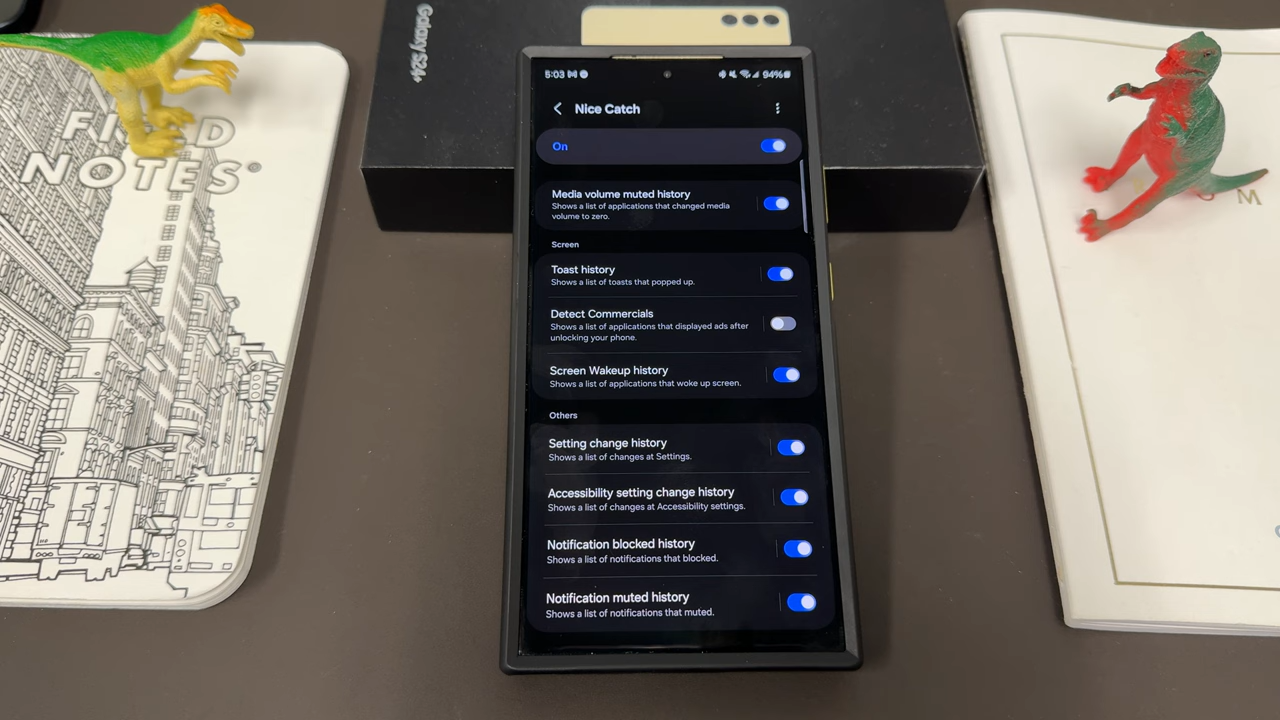 Galaxy S24+
FIELD
NOTES®
5:03
94%
Nice Catch
On
Media volume muted history
Shows a list of applications that changed media
volume to zero.
Screen
Toast history
Shows a list of toasts that popped up.
Detect Commercials
Shows a list of applications that displayed ads after
unlocking your phone.
Screen Wakeup history
Shows a list of applications that woke up screen.
Others
Setting change history
Shows a list of changes at Settings.
Accessibility setting change history
Shows a list of changes at Accessibility settings.
Notification blocked history
Shows a list of notifications that blocked.
Notification muted history
Shows a list of notifications that muted.